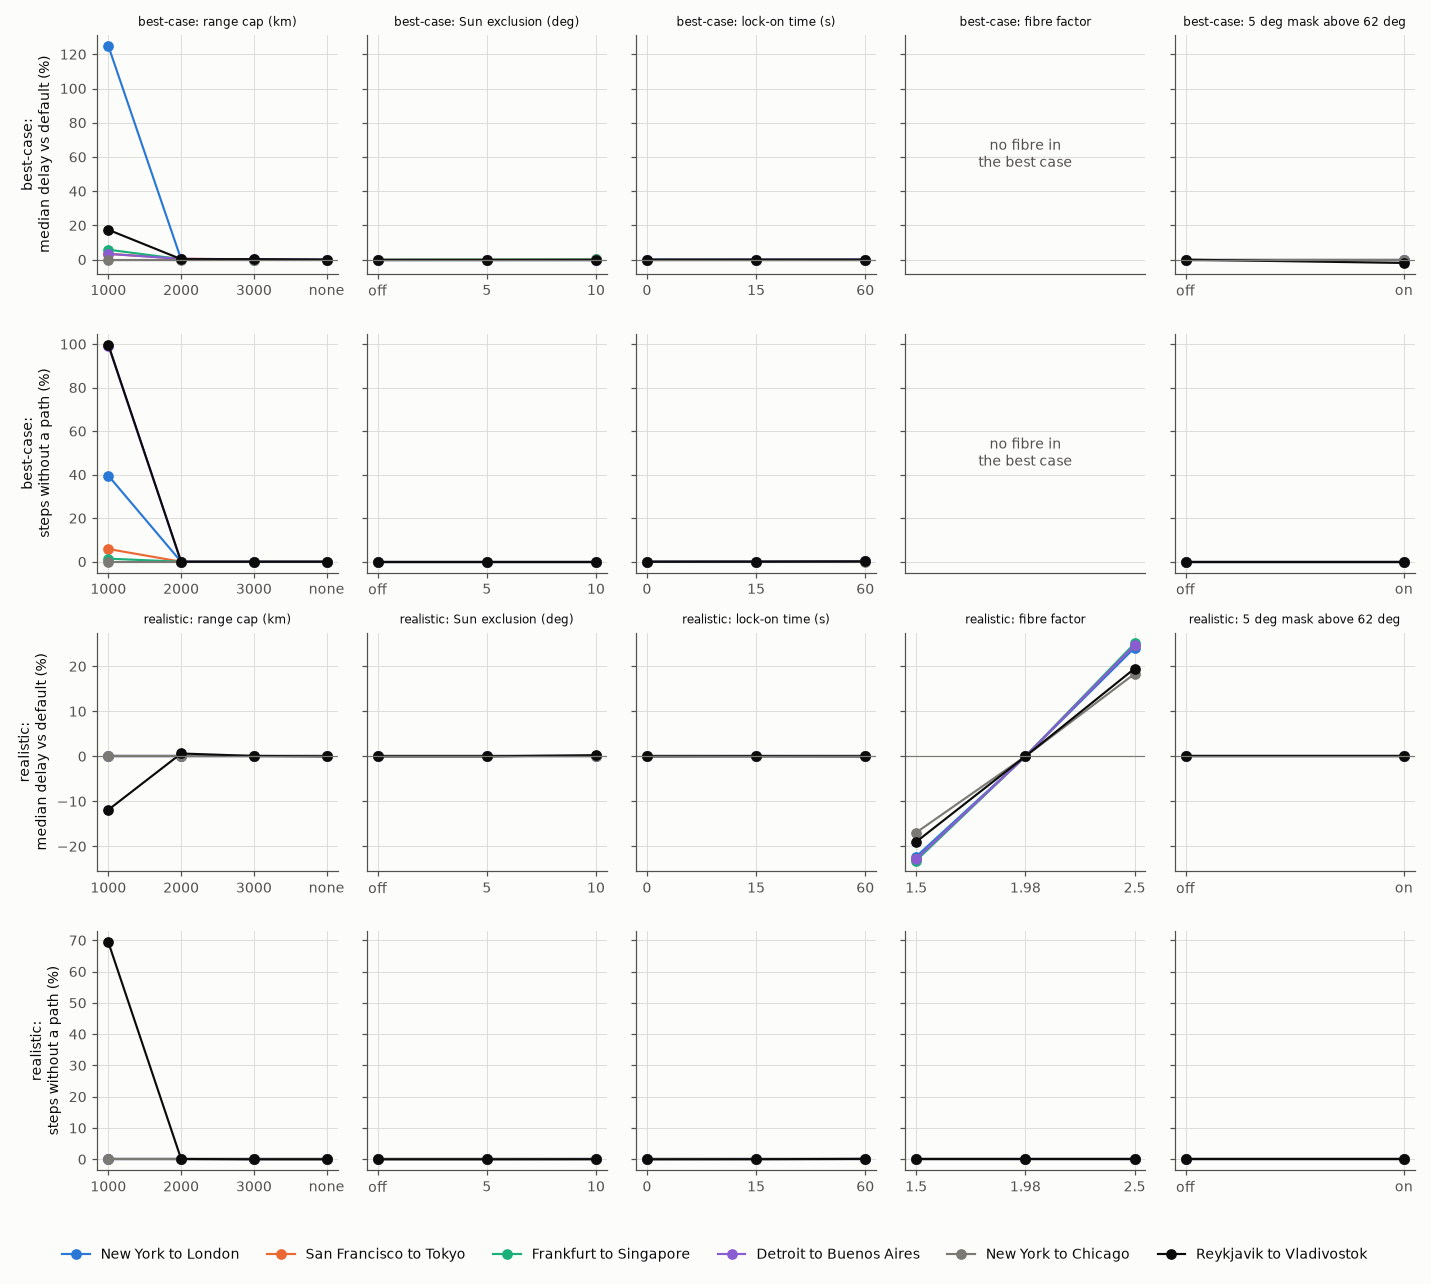 best-case: range cap (km)
best-case: Sun exclusion (deg)
best-case: lock-on time (s)
best-case: fibre factor
best-case: 5 deg mask above 62 deg
best-case:
median delay vs default (%)
120
100
80
60
40
20
0
1000
2000
3000
none
off
5
10
0
15
60
no fibre in
the best case
off
on
best-case:
steps without a path (%)
100
80
60
40
20
0
1000
2000
3000
none
off
5
10
0
15
60
no fibre in
the best case
off
on
realistic: range cap (km)
realistic: Sun exclusion (deg)
realistic: lock-on time (s)
realistic: fibre factor
realistic: 5 deg mask above 62 deg
realistic:
median delay vs default (%)
20
10
0
−10
−20
1000
2000
3000
none
off
5
10
0
15
60
1.5
1.98
2.5
off
on
realistic:
steps without a path (%)
70
60
50
40
30
20
10
0
1000
2000
3000
none
off
5
10
0
15
60
1.5
1.98
2.5
off
on
New York to London
San Francisco to Tokyo
Frankfurt to Singapore
Detroit to Buenos Aires
New York to Chicago
Reykjavik to Vladivostok